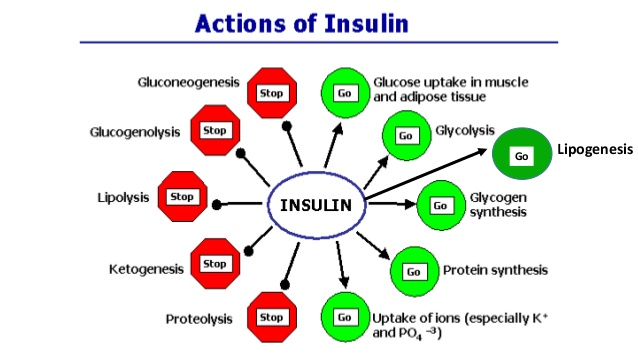 Actions of Insulin
Gluconeogenesis
Stop
Go
Glucose uptake in muscle
and adipose tissue
Glucogenolysis
Stop
Go
Glycolysis
Go
Lipogenesis
Lipolysis
Stop
INSULIN
Go
Glycogen
synthesis
Ketogenesis
Stop
Go
Protein synthesis
Proteolysis
Stop
Go
Uptake of ions (especially K⁺
and PO₄ ⁻³)